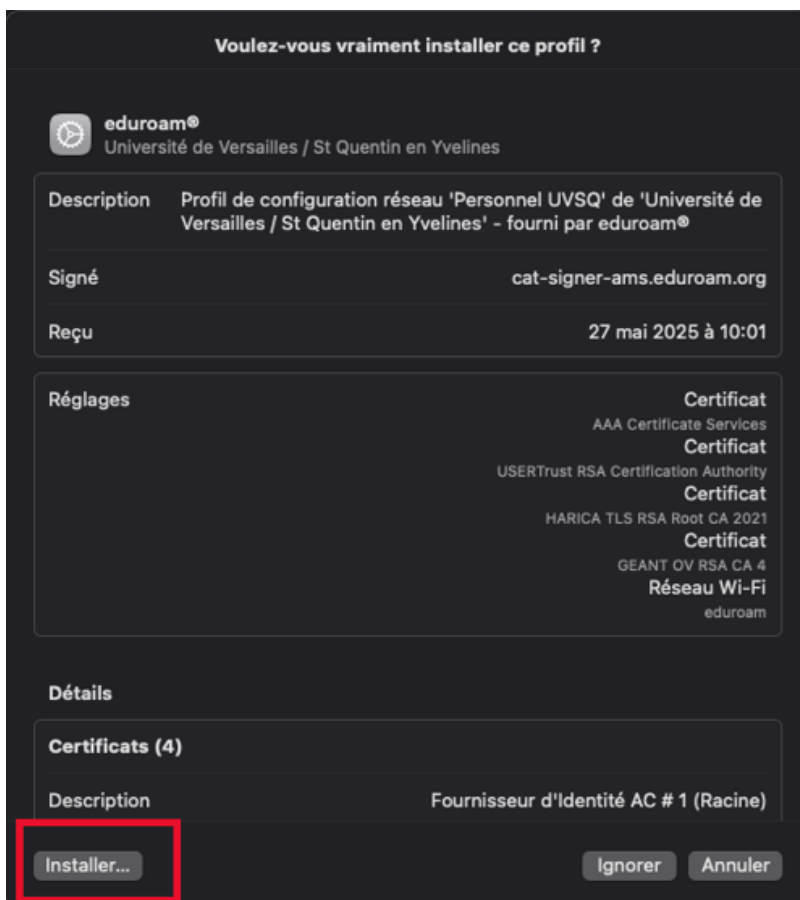 Voulez-vous vraiment installer ce profil ?
eduroam®
Université de Versailles / St Quentin en Yvelines
Description Profil de configuration réseau 'Personnel UVSQ' de 'Université de
Versailles / St Quentin en Yvelines' - fourni par eduroam®
Signé cat-signer-ams.eduroam.org
Reçu 27 mai 2025 à 10:01
Réglages Certificat
AAA Certificate Services
Certificat
USERTrust RSA Certification Authority
Certificat
HARICA TLS RSA Root CA 2021
Certificat
GEANT OV RSA CA 4
Réseau Wi-Fi
eduroam
Détails
Certificats (4)
Description Fournisseur d'Identité AC # 1 (Racine)
Installer... Ignorer Annuler